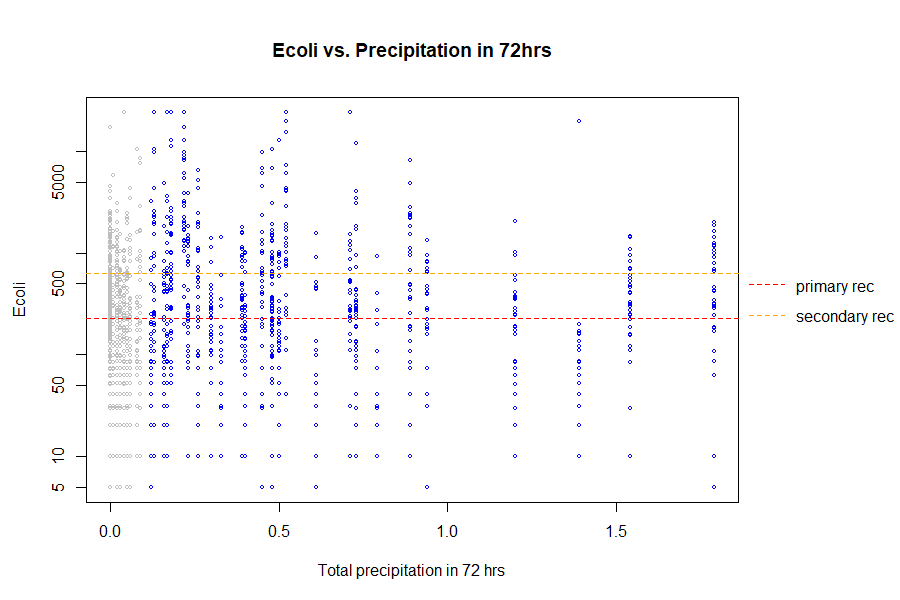 Ecoli vs. Precipitation in 72hrs
Ecoli
5000
500
50
10
5
0.0 0.5 1.0 1.5
Total precipitation in 72 hrs
primary rec
secondary rec